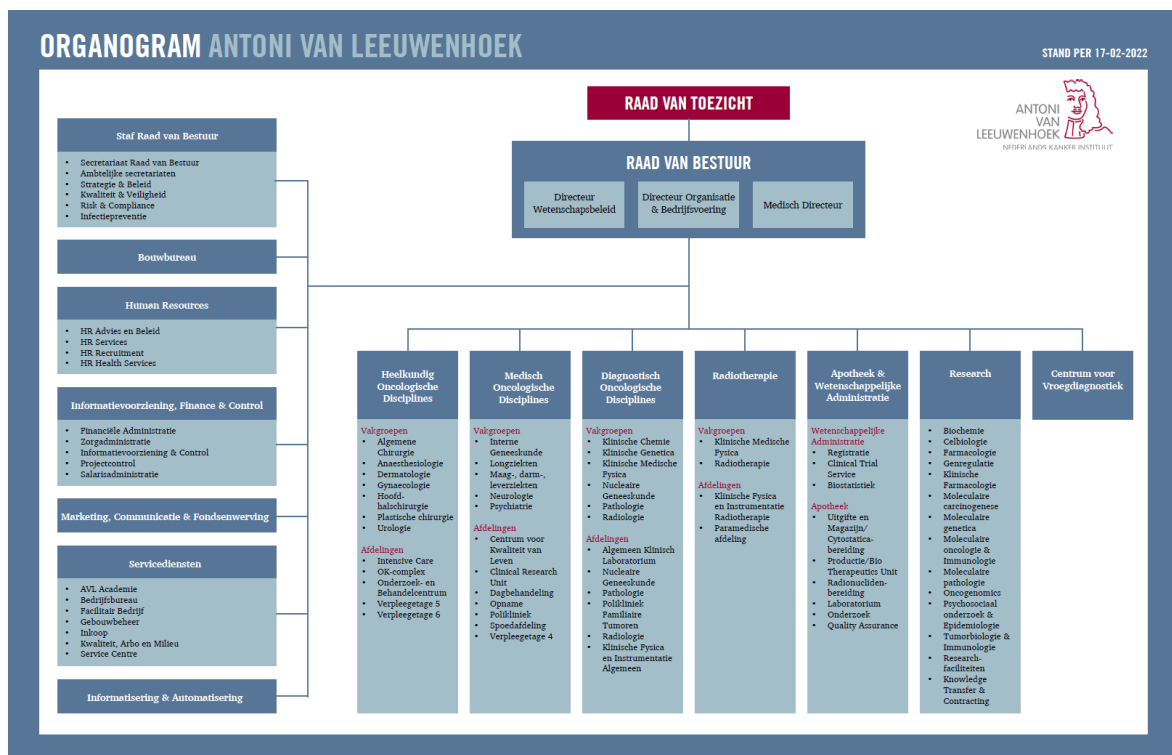 ORGANOGRAM ANTONI VAN LEEUWENHOEK
STAND PER 17-02-2022
ANTONI
VAN
LEEUWENHOEK
NEDERLANDS KANKER INSTITUUT
RAAD VAN TOEZICHT
RAAD VAN BESTUUR
Directeur
Wetenschapsbeleid
Directeur Organisatie
& Bedrijfsvoering
Medisch Directeur
Staf Raad van Bestuur
• Secretariaat Raad van Bestuur
• Ambtelijke secretariaten
• Strategie & Beleid
• Kwaliteit & Veiligheid
• Risk & Compliance
• Infectiepreventie
Bouwbureau
Human Resources
• HR Advies en Beleid
• HR Services
• HR Recruitment
• HR Health Services
Informatievoorziening, Finance & Control
• Financiële Administratie
• Zorgadministratie
• Informatievoorziening & Control
• Projectcontrol
• Salarisadministratie
Marketing, Communicatie & Fondsenwerving
Servicediensten
• AVL Academie
• Bedrijfsbureau
• Facilitair Bedrijf
• Gebouwbeheer
• Inkoop
• Kwaliteit, Arbo en Milieu
• Service Centre
Informatisering & Automatisering
Heelkundig
Oncologische
Disciplines
Vakgroepen
• Algemene
Chirurgie
• Anaesthesiologie
• Dermatologie
• Gynaecologie
• Hoofd-
halschirurgie
• Plastische chirurgie
• Urologie
Afdelingen
• Intensive Care
• OK-complex
• Onderzoek- en
Behandelcentrum
• Verpleegetage 5
• Verpleegetage 6
Medisch
Oncologische
Disciplines
Vakgroepen
• Interne
Geneeskunde
• Longziekten
• Maag-, darm-,
leverziekten
• Neurologie
• Psychiatrie
Afdelingen
• Centrum voor
Kwaliteit van
Leven
• Clinical Research
Unit
• Dagbehandeling
• Opname
• Polikliniek
• Spoedafdeling
• Verpleegetage 4
Diagnostisch
Oncologische
Disciplines
Vakgroepen
• Klinische Chemie
• Klinische Genetica
• Klinische Medische
Pysica
• Nucleaire
Geneeskunde
• Pathologie
• Radiologie
Afdelingen
• Algemeen Klinisch
Laboratorium
• Nucleaire
Geneeskunde
• Pathologie
• Polikliniek
Familiaire
Tumoren
• Radiologie
• Klinische Pysica
en Instrumentatie
Algemeen
Radiotherapie
Vakgroepen
• Klinische Medische
Pysica
• Radiotherapie
Afdelingen
• Klinische Pysica
en Instrumentatie
Radiotherapie
• Paramedische
afdeling
Apotheek &
Wetenschappelijke
Administratie
Wetenschappelijke
Administratie
• Registratie
• Clinical Trial
Service
• Biostatistiek
Apotheek
• Uitgifte en
Magazijn/
Cytostatica-
bereiding
• Productie/Bio
Therapeutics Unit
• Radionucliden-
bereiding
• Laboratorium
• Onderzoek
• Quality Assurance
Research
• Biochemie
• Celbiologie
• Farmacologie
• Genregulatie
• Klinische
Farmacologie
• Moleculaire
carcinogenese
• Moleculaire
genetica
• Moleculaire
oncologie &
Immunologie
• Moleculaire
pathologie
• Oncogenomics
• Psychosociaal
onderzoek &
Epidemiologie
• Tumorbiologie &
Immunologie
• Research-
faciliteiten
• Knowledge
Transfer &
Contracting
Centrum voor
Vroegdiagnostiek